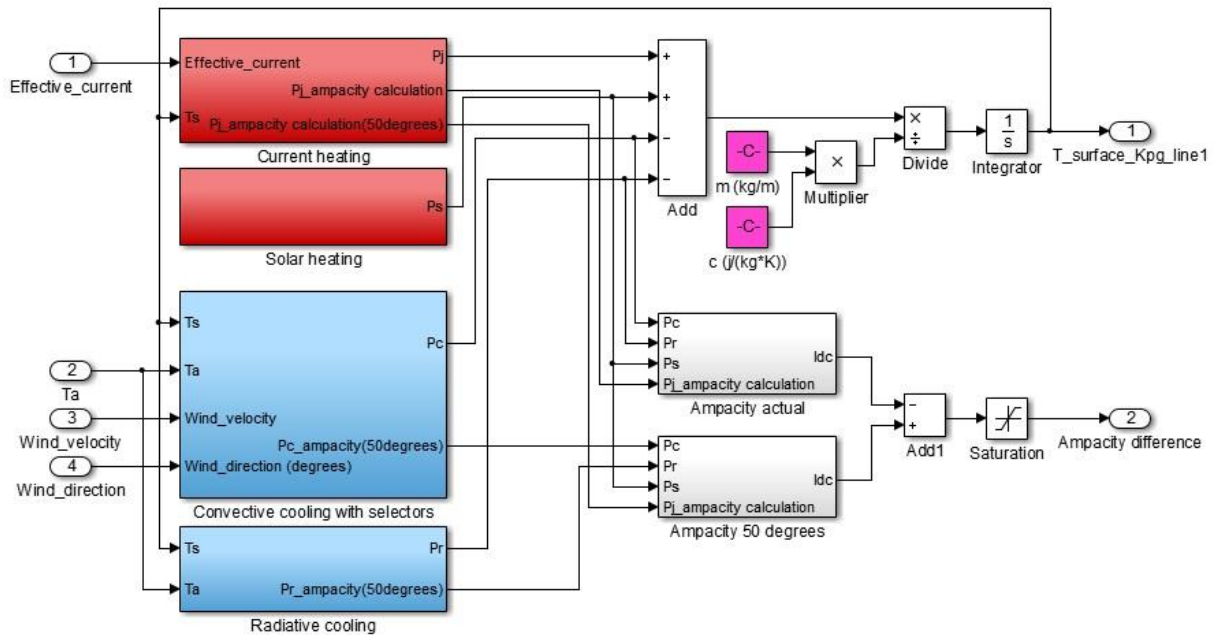 1
Effective_current
Effective_current
Ts
Pj
Pj_ampacity calculation
Pj_ampacity calculation(50degrees)
Current heating
Ps
Solar heating
2
Ta
3
Wind_velocity
4
Wind_direction
Ts
Ta
Wind_velocity
Wind_direction (degrees)
Pc
Pc_ampacity(50degrees)
Convective cooling with selectors
Ts
Ta
Pr
Pr_ampacity(50degrees)
Radiative cooling
+
+
−
−
Add
-C-
m (kg/m)
-C-
c (j/(kg*K))
×
Multiplier
×
÷
Divide
1
s
Integrator
1
T_surface_Kpg_line1
Pc
Pr
Ps
Pj_ampacity calculation
Idc
Ampacity actual
Pc
Pr
Ps
Pj_ampacity calculation
Idc
Ampacity 50 degrees
−
+
Add1
Saturation
2
Ampacity difference